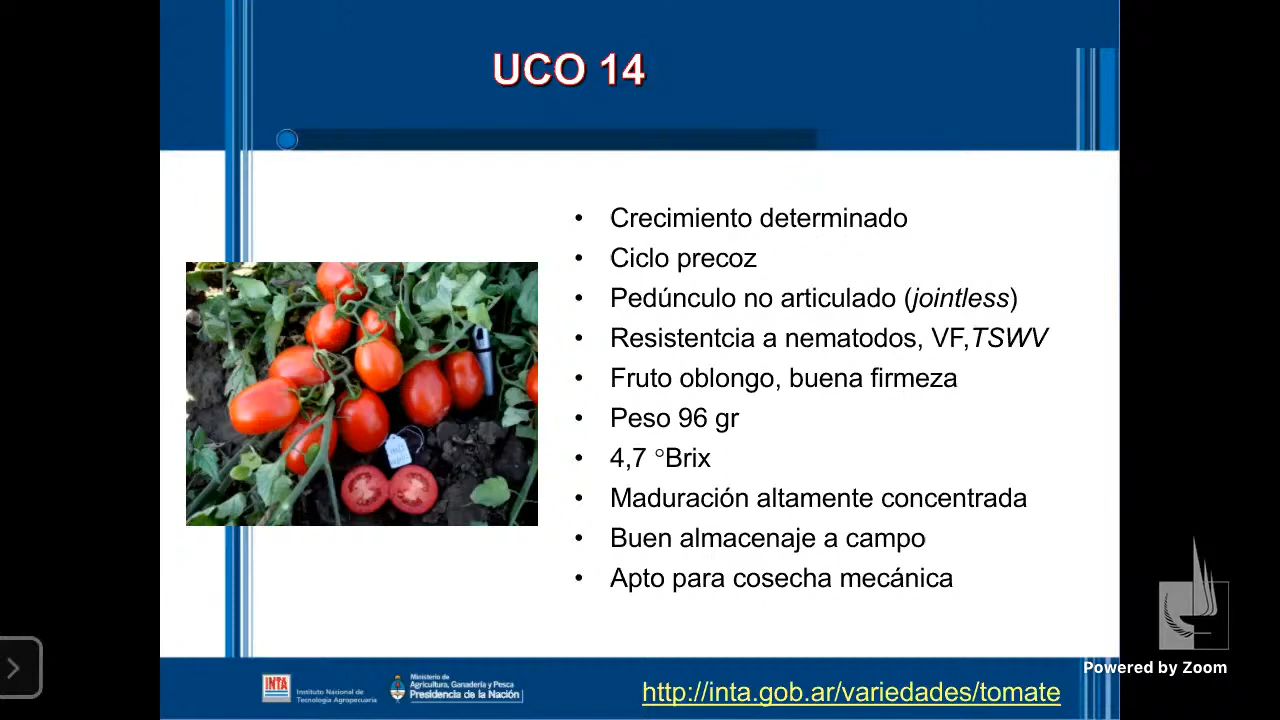 UCO 14
• Crecimiento determinado
• Ciclo precoz
• Pedúnculo no articulado (jointless)
• Resistentcia a nematodos, VF,TSWV
• Fruto oblongo, buena firmeza
• Peso 96 gr
• 4,7 °Brix
• Maduración altamente concentrada
• Buen almacenaje a campo
• Apto para cosecha mecánica
Powered by Zoom
INTA
Instituto Nacional de
Tecnología Agropecuaria
Ministerio de
Agricultura, Ganadería y Pesca
Presidencia de la Nación
http://inta.gob.ar/variedades/tomate